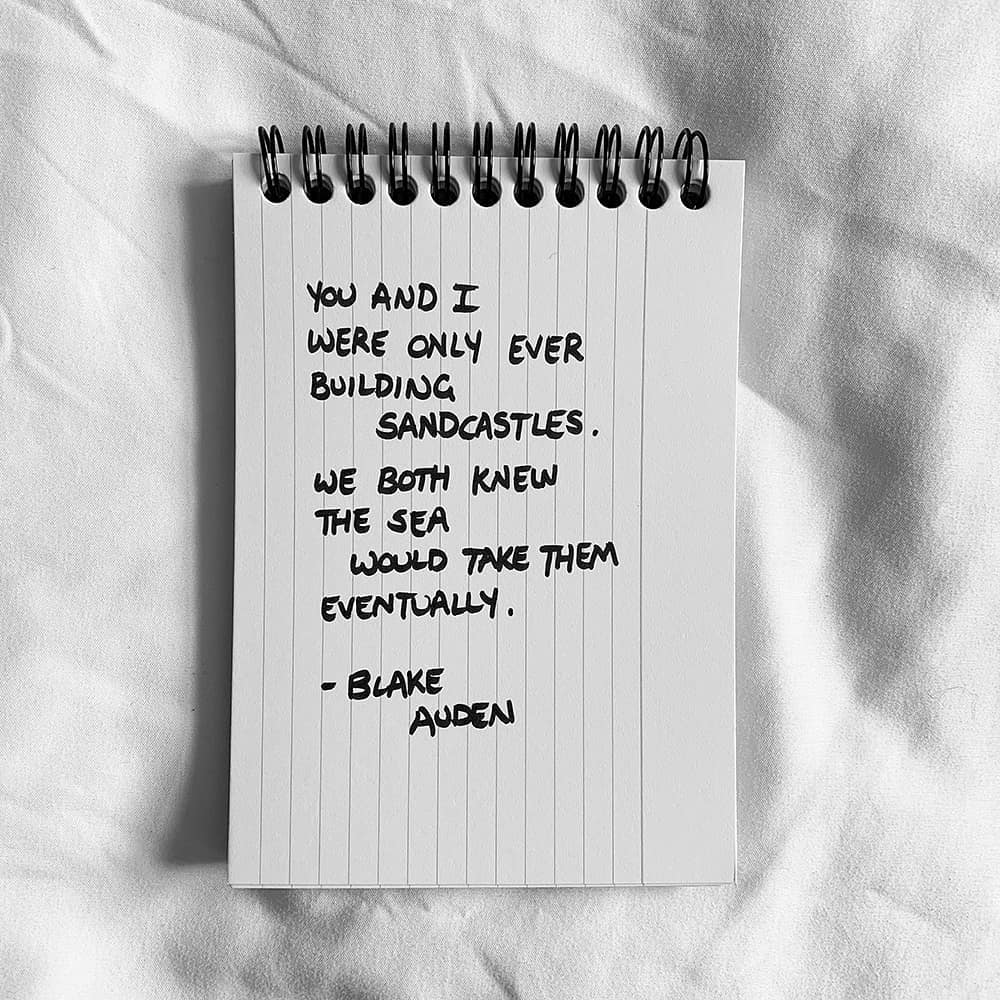 YOU AND I
WERE ONLY EVER
BUILDING
SANDCASTLES.
WE BOTH KNEW
THE SEA
WOULD TAKE THEM
EVENTUALLY.
- BLAKE
AUDEN